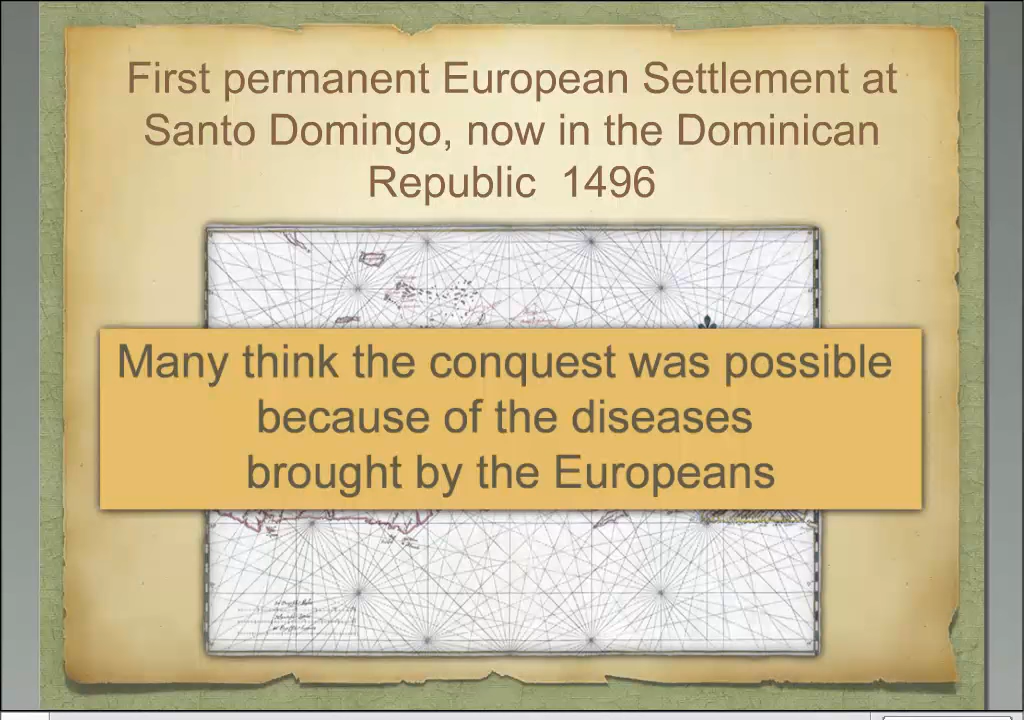 First permanent European Settlement at
Santo Domingo, now in the Dominican
Republic 1496
Many think the conquest was possible
because of the diseases
brought by the Europeans